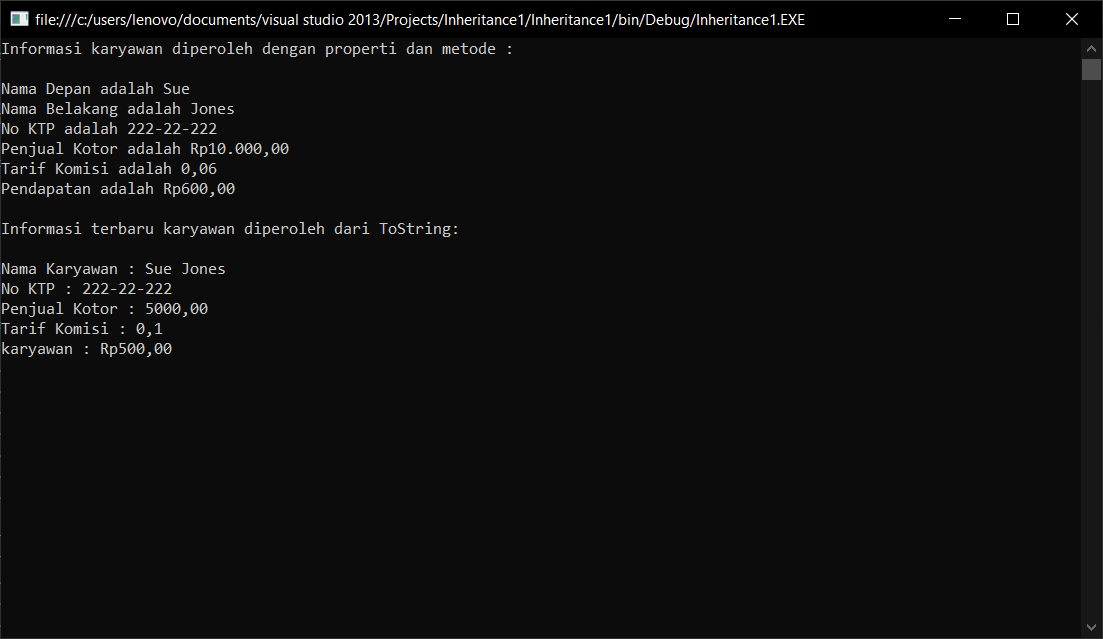 file:///c:/users/lenovo/documents/visual studio 2013/Projects/Inheritance1/Inheritance1/bin/Debug/Inheritance1.EXE
Informasi karyawan diperoleh dengan properti dan metode :
Nama Depan adalah Sue
Nama Belakang adalah Jones
No KTP adalah 222-22-222
Penjual Kotor adalah Rp10.000,00
Tarif Komisi adalah 0,06
Pendapatan adalah Rp600,00
Informasi terbaru karyawan diperoleh dari ToString:
Nama Karyawan : Sue Jones
No KTP : 222-22-222
Penjual Kotor : 5000,00
Tarif Komisi : 0,1
karyawan : Rp500,00